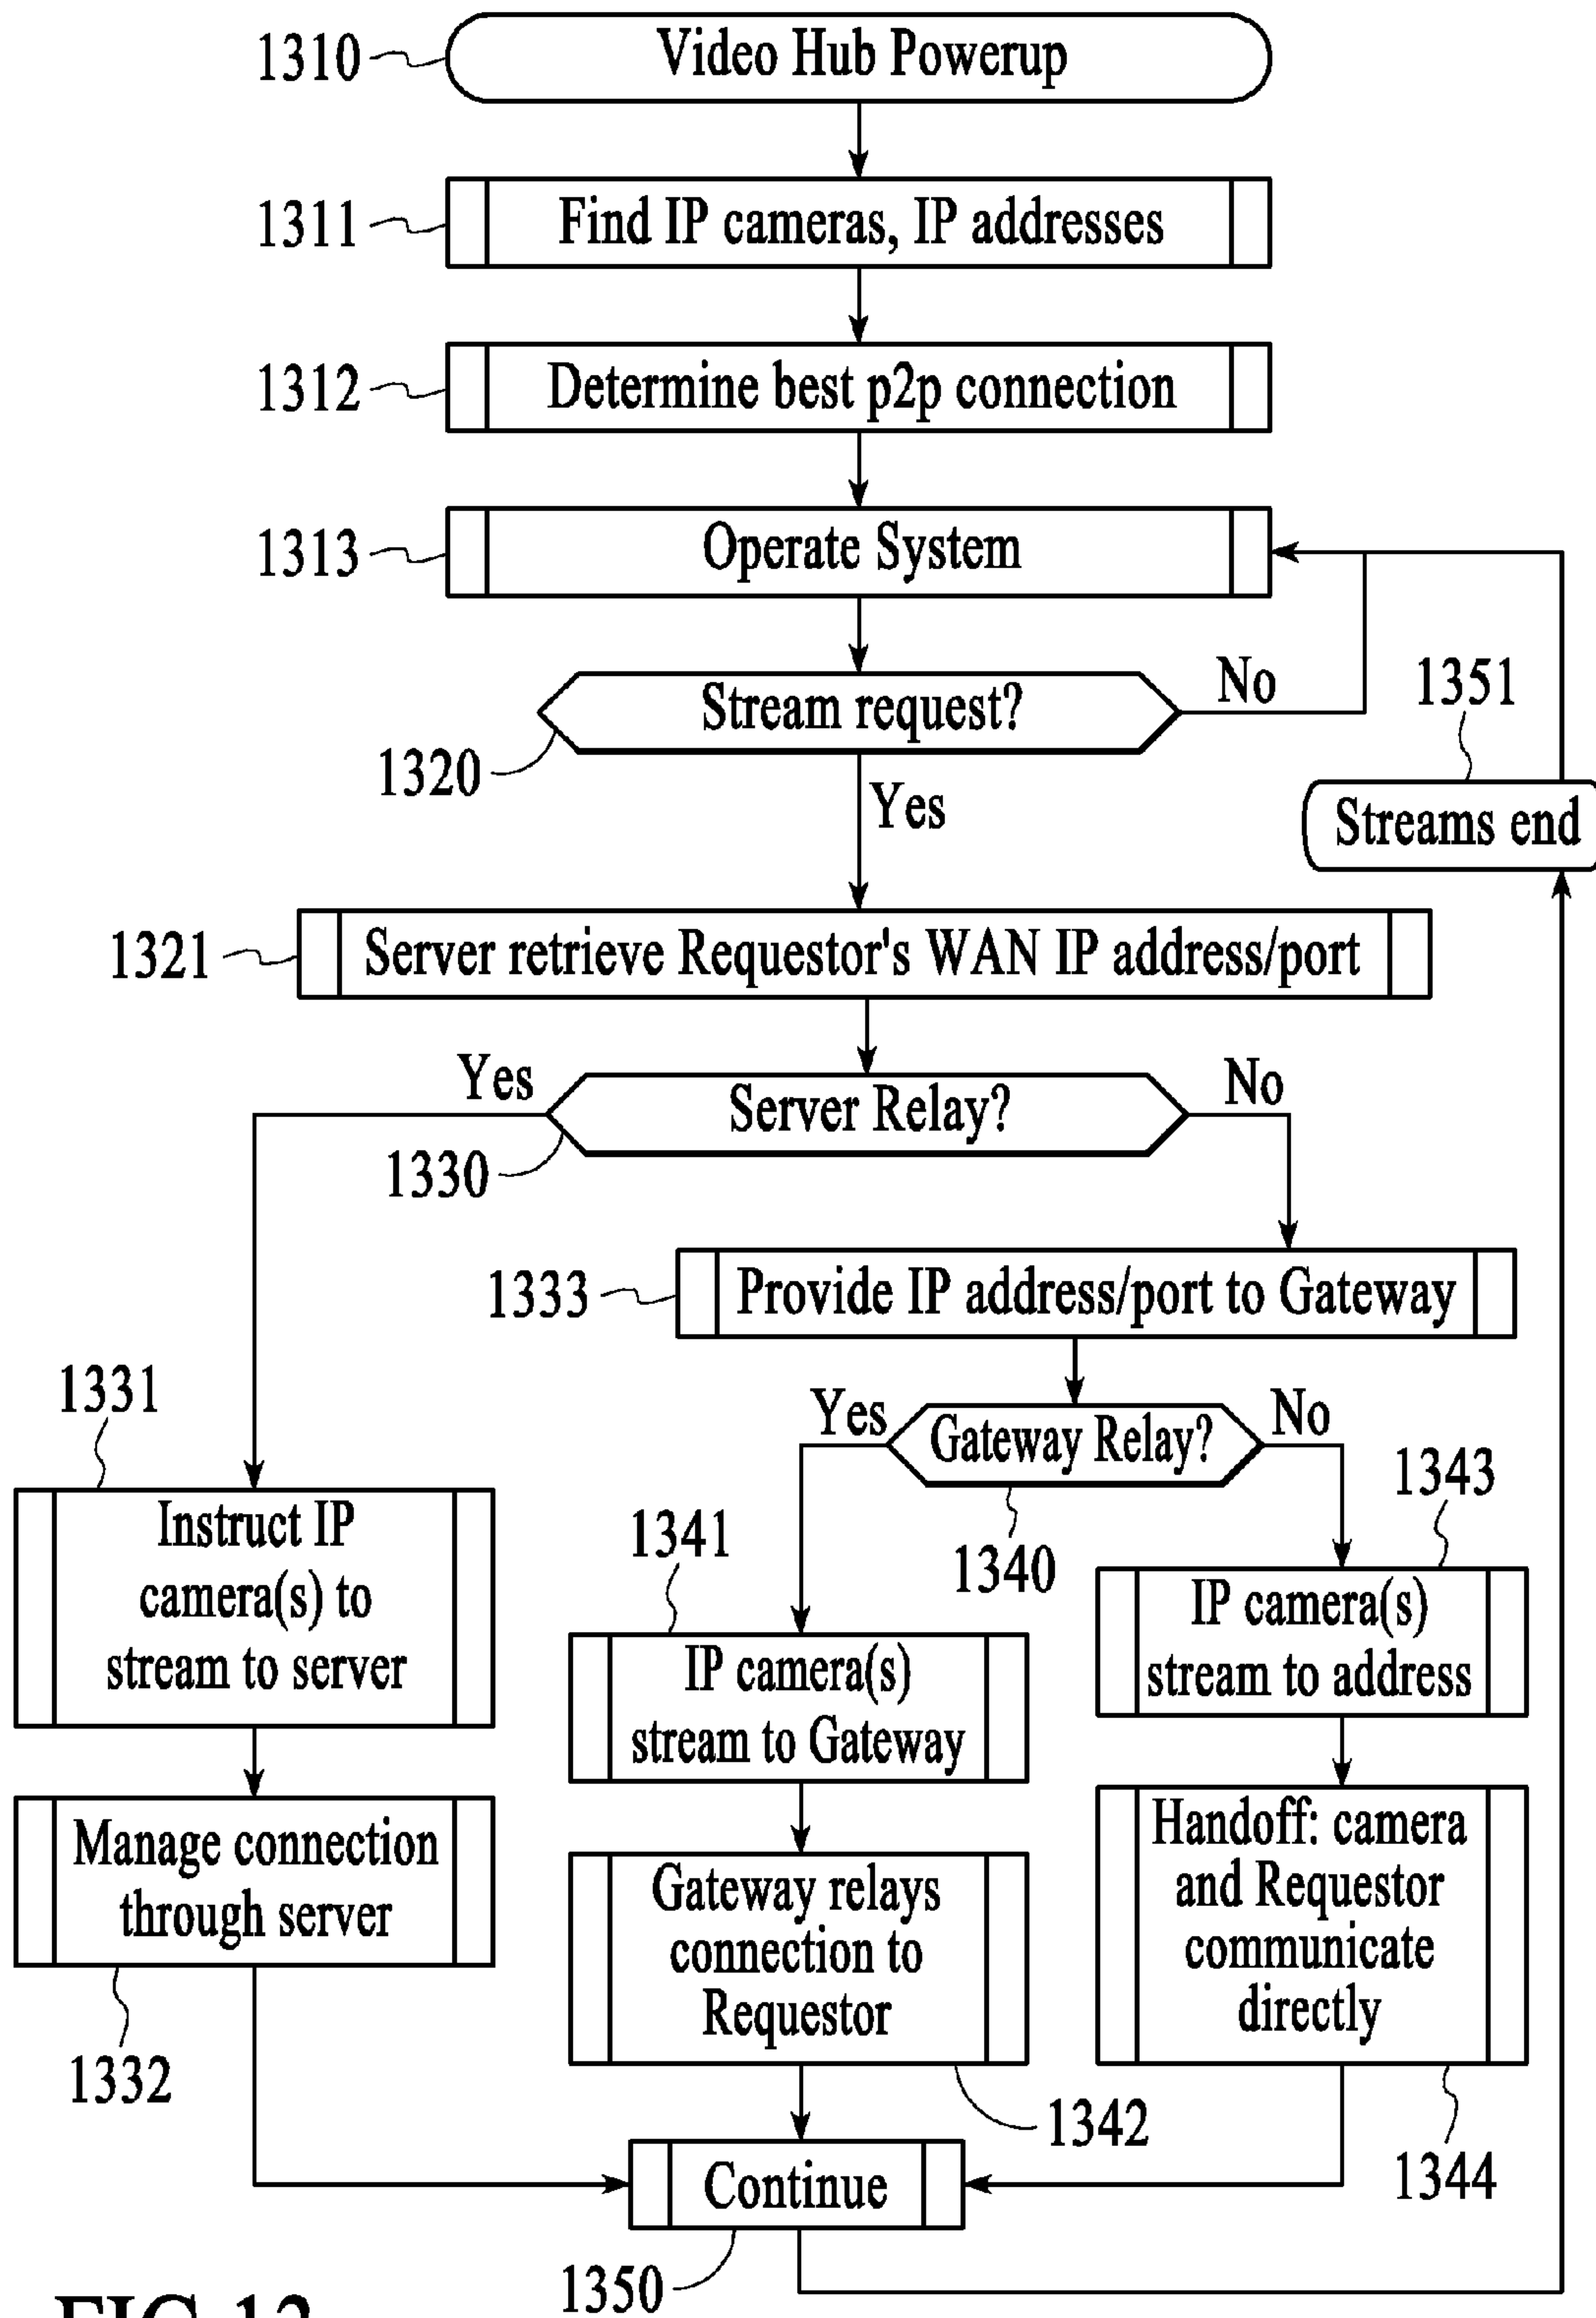 1310
Video Hub Powerup
1311
Find IP cameras, IP addresses
1312
Determine best p2p connection
1313
Operate System
Stream request?
No
1320
Yes
1351
Streams end
1321
Server retrieve Requestor's WAN IP address/port
Yes
Server Relay?
No
1330
1333
Provide IP address/port to Gateway
Yes
Gateway Relay?
No
1340
1331
Instruct IP
camera(s) to
stream to server
Manage connection
through server
1332
1341
IP camera(s)
stream to Gateway
Gateway relays
connection to
Requestor
1342
1343
IP camera(s)
stream to address
Handoff: camera
and Requestor
communicate
directly
1344
Continue
1350